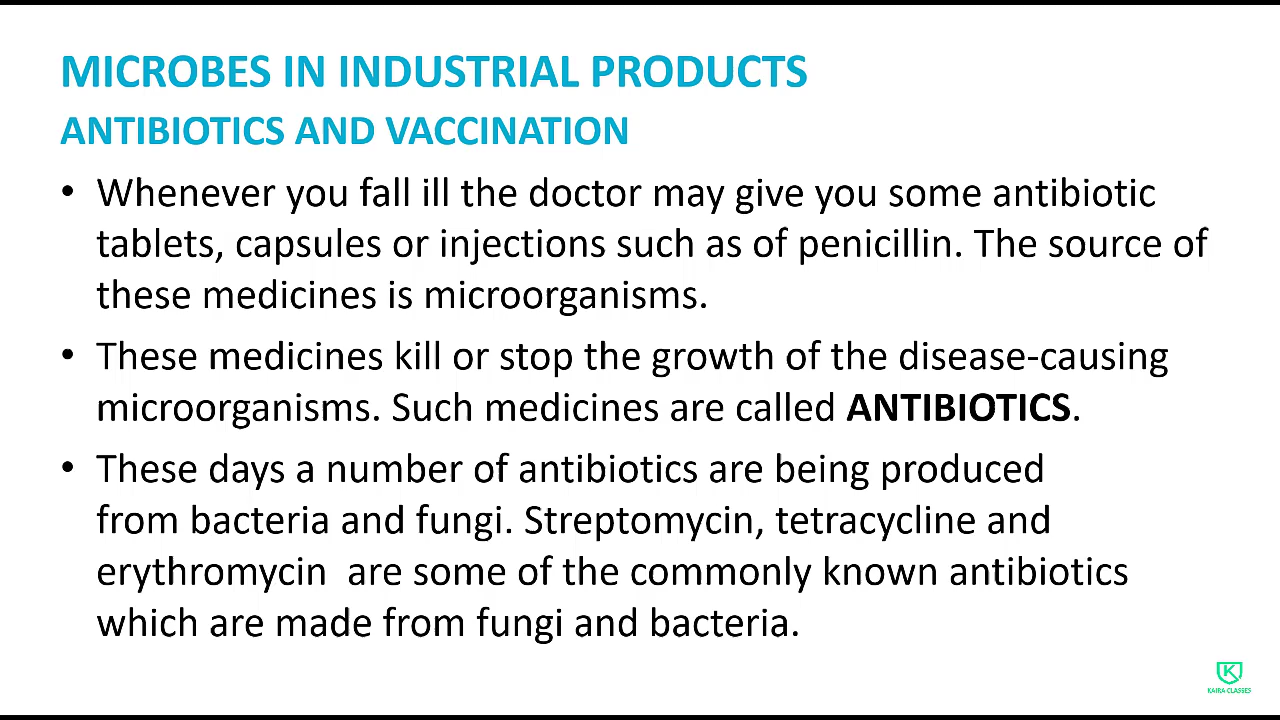 MICROBES IN INDUSTRIAL PRODUCTS
ANTIBIOTICS AND VACCINATION
• Whenever you fall ill the doctor may give you some antibiotic
tablets, capsules or injections such as of penicillin. The source of
these medicines is microorganisms.
• These medicines kill or stop the growth of the disease-causing
microorganisms. Such medicines are called ANTIBIOTICS.
• These days a number of antibiotics are being produced
from bacteria and fungi. Streptomycin, tetracycline and
erythromycin  are some of the commonly known antibiotics
which are made from fungi and bacteria.
K
KAIRA CLASSES